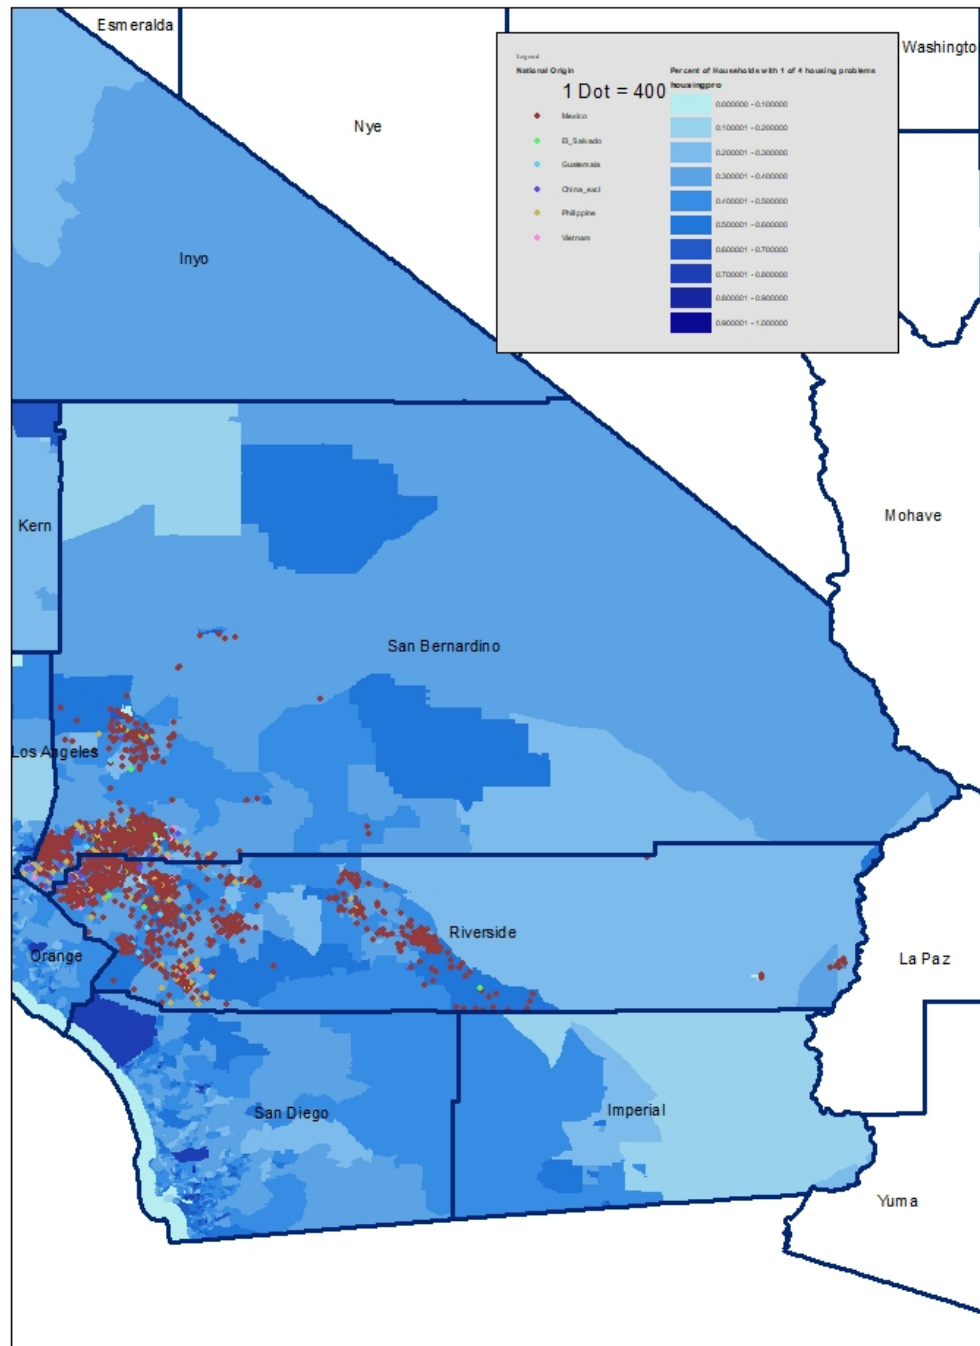 Esmeralda
Washingto
Legend
National Origin
Percent of Households with 1 of 4 housing problems
housingpro
1 Dot = 400
Mexico
El_Salvado
Guatemala
China_excl
Philippine
Vietnam
0.000000 - 0.100000
0.100001 - 0.200000
0.200001 - 0.300000
0.300001 - 0.400000
0.400001 - 0.500000
0.500001 - 0.600000
0.600001 - 0.700000
0.700001 - 0.800000
0.800001 - 0.900000
0.900001 - 1.000000
Nye
Inyo
Mohave
Kern
San Bernardino
Los Angeles
Riverside
Orange
La Paz
San Diego
Imperial
Yuma